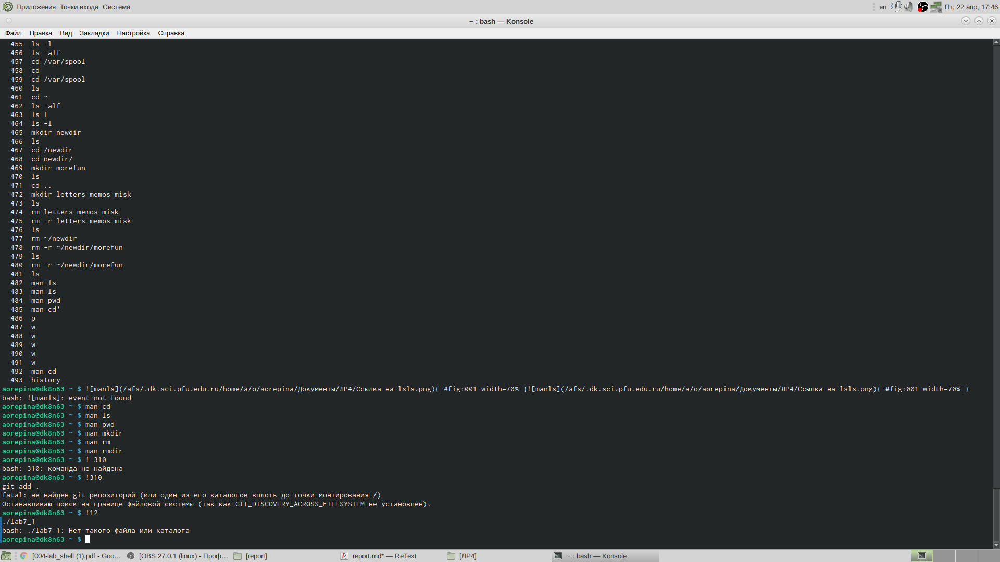 Приложения Точки входа Система
en Пт, 22 апр, 17:46
~ : bash — Konsole
Файл Правка Вид Закладки Настройка Справка
455 ls -l
456 ls -alf
457 cd /var/spool
458 cd
459 cd /var/spool
460 ls
461 cd ~
462 ls -alf
463 ls l
464 ls -l
465 mkdir newdir
466 ls
467 cd /newdir
468 cd newdir/
469 mkdir morefun
470 ls
471 cd ..
472 mkdir letters memos misk
473 ls
474 rm letters memos misk
475 rm -r letters memos misk
476 ls
477 rm ~/newdir
478 rm -r ~/newdir/morefun
479 ls
480 rm -r ~/newdir/morefun
481 ls
482 man ls
483 man ls
484 man pwd
485 man cd'
486 p
487 w
488 w
489 w
490 w
491 w
492 man cd
493 history
aorepina@dk8n63 ~ $ ![manls](/afs/.dk.sci.pfu.edu.ru/home/a/o/aorepina/Документы/ЛР4/Ссылка на lsls.png){ #fig:001 width=70% }![manls](/afs/.dk.sci.pfu.edu.ru/home/a/o/aorepina/Документы/ЛР4/Ссылка на lsls.png){ #fig:001 width=70% }
bash: ![manls]: event not found
aorepina@dk8n63 ~ $ man cd
aorepina@dk8n63 ~ $ man ls
aorepina@dk8n63 ~ $ man pwd
aorepina@dk8n63 ~ $ man mkdir
aorepina@dk8n63 ~ $ man rm
aorepina@dk8n63 ~ $ man rmdir
aorepina@dk8n63 ~ $ ! 310
bash: 310: команда не найдена
aorepina@dk8n63 ~ $ !310
git add .
fatal: не найден git репозиторий (или один из его каталогов вплоть до точки монтирования /)
Останавливаю поиск на границе файловой системы (так как GIT_DISCOVERY_ACROSS_FILESYSTEM не установлен).
aorepina@dk8n63 ~ $ !12
./lab7_1
bash: ./lab7_1: Нет такого файла или каталога
aorepina@dk8n63 ~ $
[004-lab_shell (1).pdf - Goo... [OBS 27.0.1 (linux) - Проф... [report] report.md* — ReText [ЛР4] ~ : bash — Konsole